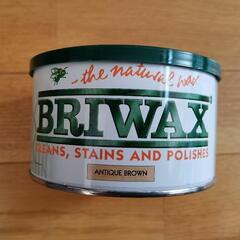 the natural wax
BRIWAX
CLEANS, STAINS AND POLISHES
ANTIQUE BROWN